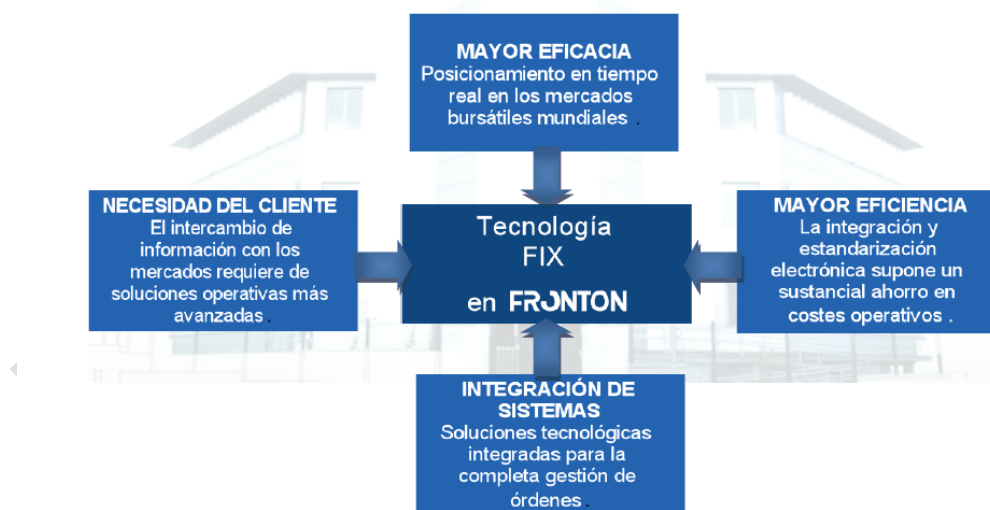 MAYOR EFICACIA
Posicionamiento en tiempo
real en los mercados
bursátiles mundiales .
NECESIDAD DEL CLIENTE
El intercambio de
información con los
mercados requiere de
soluciones operativas más
avanzadas .
Tecnología
FIX
en FRONTON
MAYOR EFICIENCIA
La integración y
estandarización
electrónica supone un
sustancial ahorro en
costes operativos .
INTEGRACIÓN DE
SISTEMAS
Soluciones tecnológicas
integradas para la
completa gestión de
órdenes .